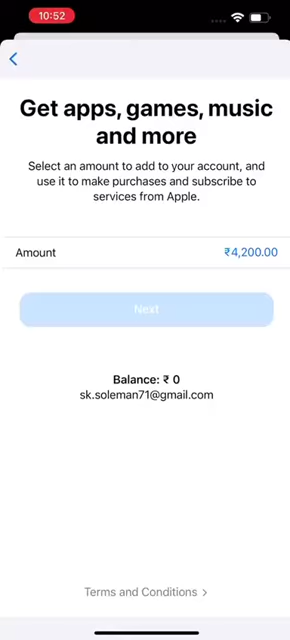 10:52
Get apps, games, music
and more
Select an amount to add to your account, and
use it to make purchases and subscribe to
services from Apple.
Amount ₹4,200.00
Next
Balance: ₹ 0
sk.soleman71@gmail.com
Terms and Conditions >